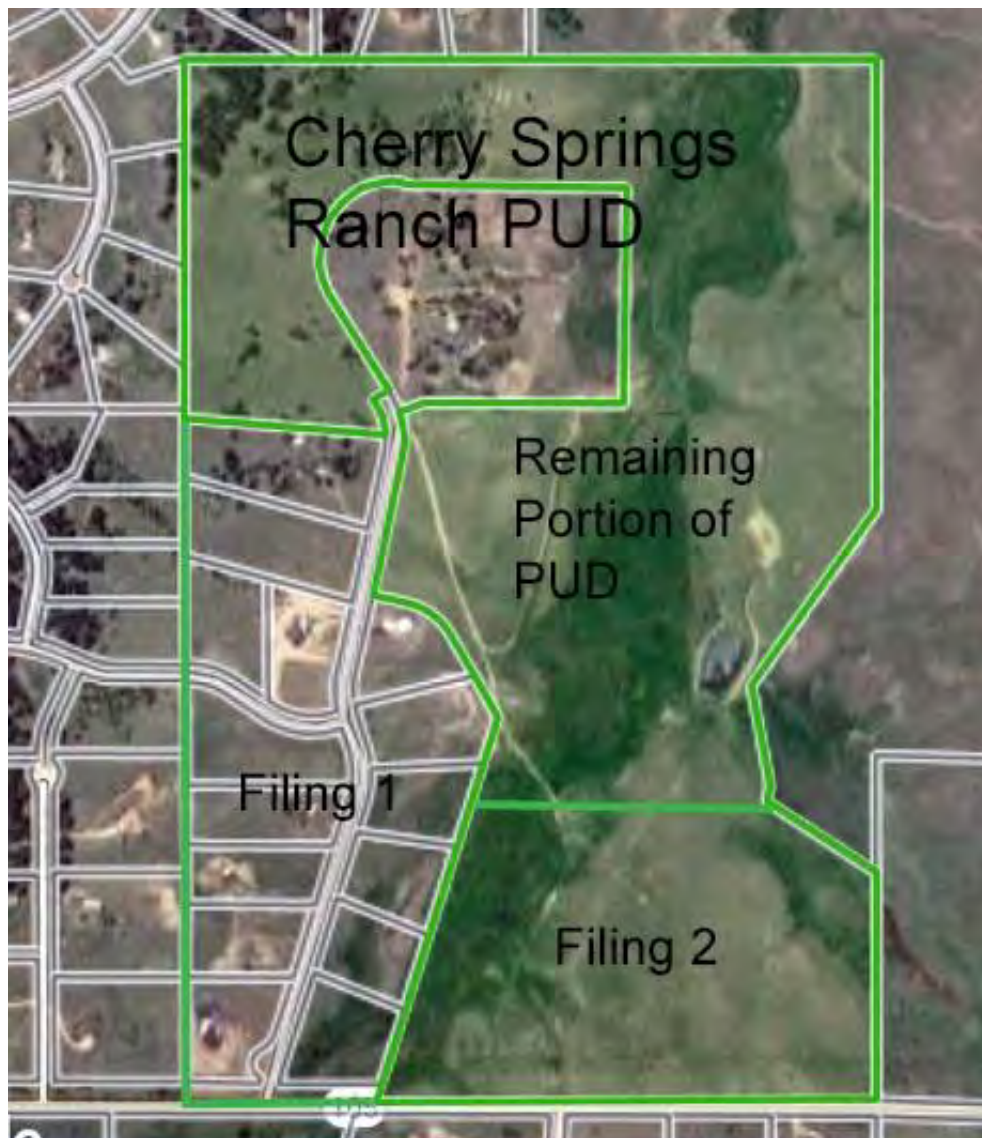 Cherry Springs
Ranch PUD
Remaining
Portion of
PUD
Filing 1
Filing 2